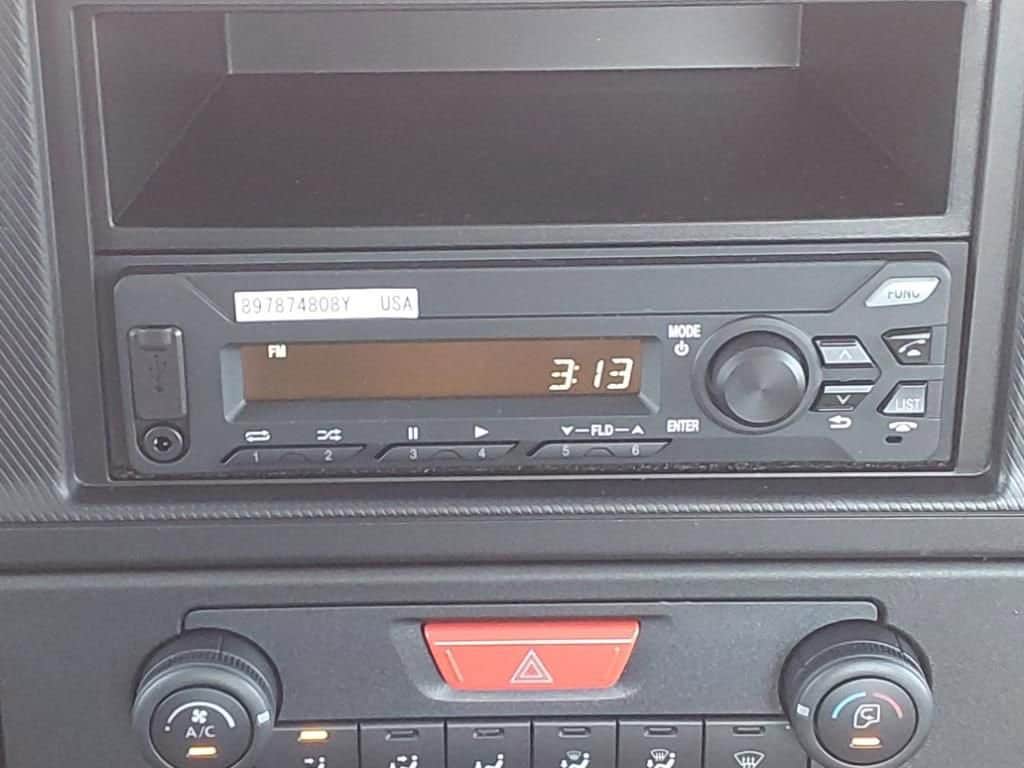 897874808Y USA
FUNC
MODE
FM
3:13
LIST
ENTER
FLD
1 2 3 4 5 6
A/C